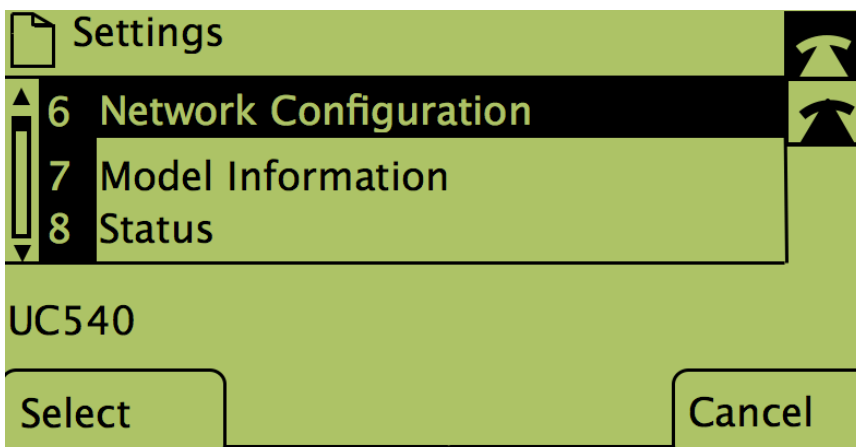 Settings
6 Network Configuration
7 Model Information
8 Status
UC540
Select Cancel